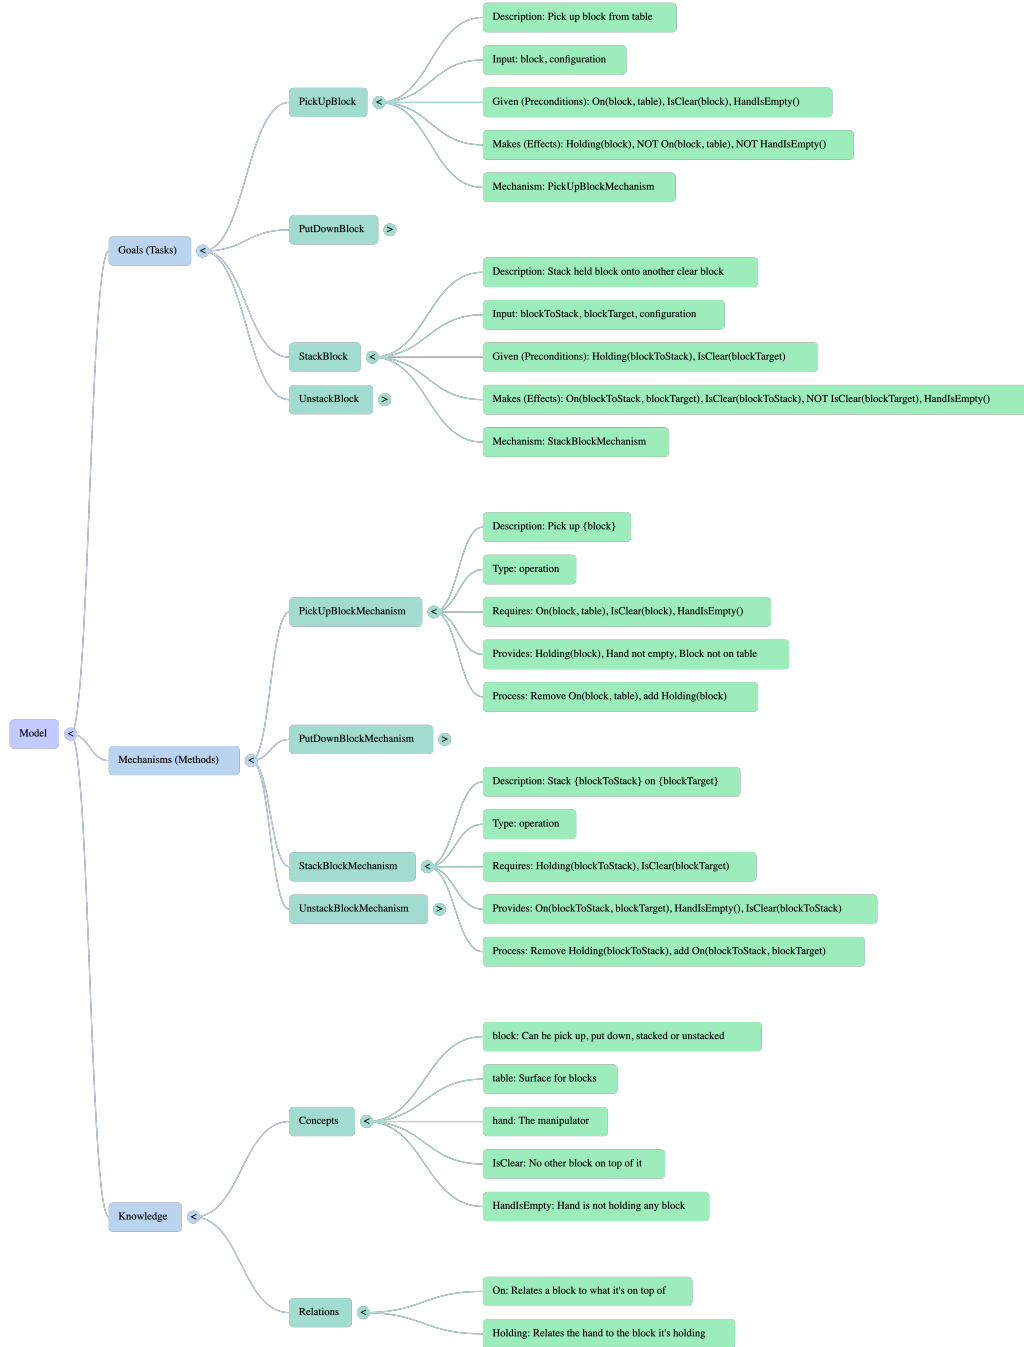 Description: Pick up block from table
Input: block, configuration
PickUpBlock
<
Given (Preconditions): On(block, table), IsClear(block), HandIsEmpty()
Makes (Effects): Holding(block), NOT On(block, table), NOT HandIsEmpty()
Mechanism: PickUpBlockMechanism
PutDownBlock
>
Goals (Tasks)
<
Description: Stack held block onto another clear block
Input: blockToStack, blockTarget, configuration
StackBlock
<
Given (Preconditions): Holding(blockToStack), IsClear(blockTarget)
UnstackBlock
>
Makes (Effects): On(blockToStack, blockTarget), IsClear(blockToStack), NOT IsClear(blockTarget), HandIsEmpty()
Mechanism: StackBlockMechanism
Description: Pick up {block}
Type: operation
PickUpBlockMechanism
<
Requires: On(block, table), IsClear(block), HandIsEmpty()
Provides: Holding(block), Hand not empty, Block not on table
Process: Remove On(block, table), add Holding(block)
Model
<
PutDownBlockMechanism
>
Mechanisms (Methods)
<
Description: Stack {blockToStack} on {blockTarget}
Type: operation
StackBlockMechanism
<
Requires: Holding(blockToStack), IsClear(blockTarget)
UnstackBlockMechanism
>
Provides: On(blockToStack, blockTarget), HandIsEmpty(), IsClear(blockToStack)
Process: Remove Holding(blockToStack), add On(blockToStack, blockTarget)
block: Can be pick up, put down, stacked or unstacked
table: Surface for blocks
Concepts
<
hand: The manipulator
IsClear: No other block on top of it
HandIsEmpty: Hand is not holding any block
Knowledge
<
On: Relates a block to what it's on top of
Relations
<
Holding: Relates the hand to the block it's holding